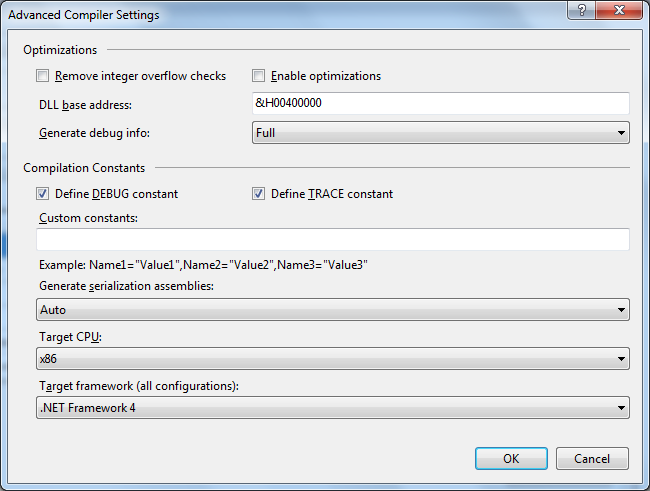 Advanced Compiler Settings
Optimizations
Remove integer overflow checks Enable optimizations
DLL base address: &H00400000
Generate debug info: Full
Compilation Constants
Define DEBUG constant Define TRACE constant
Custom constants:
Example: Name1="Value1",Name2="Value2",Name3="Value3"
Generate serialization assemblies:
Auto
Target CPU:
x86
Target framework (all configurations):
.NET Framework 4
OK Cancel